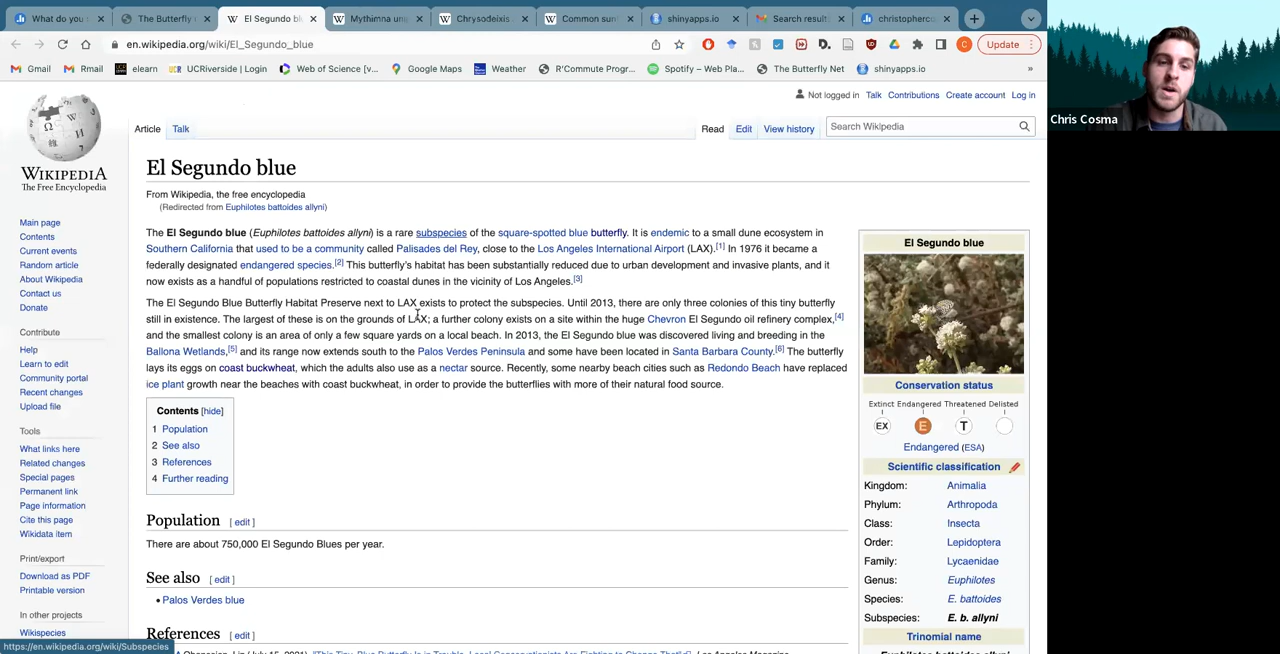 What do you s
The Butterfly
El Segundo bl
Mythimna uni
Chrysodeixis
Common sun
shinyapps.io
Search result
christopherco
en.wikipedia.org/wiki/El_Segundo_blue
Update
Gmail
Rmail
elearn
UCRiverside | Login
Web of Science [v...
Google Maps
Weather
R'Commute Progr...
Spotify – Web Pla...
The Butterfly Net
shinyapps.io
»
Chris Cosma
Not logged in Talk Contributions Create account Log in
Article Talk
Read Edit View history
Search Wikipedia
WIKIPEDIA
The Free Encyclopedia
Main page
Contents
Current events
Random article
About Wikipedia
Contact us
Donate
Contribute
Help
Learn to edit
Community portal
Recent changes
Upload file
Tools
What links here
Related changes
Special pages
Permanent link
Page information
Cite this page
Wikidata item
Print/export
Download as PDF
Printable version
In other projects
Wikispecies
https://en.wikipedia.org/wiki/Subspecies
El Segundo blue
From Wikipedia, the free encyclopedia
(Redirected from Euphilotes battoides allyni)
The El Segundo blue (Euphilotes battoides allyni) is a rare subspecies of the square-spotted blue butterfly. It is endemic to a small dune ecosystem in
Southern California that used to be a community called Palisades del Rey, close to the Los Angeles International Airport (LAX).[1] In 1976 it became a
federally designated endangered species.[2] This butterfly's habitat has been substantially reduced due to urban development and invasive plants, and it
now exists as a handful of populations restricted to coastal dunes in the vicinity of Los Angeles.[3]
The El Segundo Blue Butterfly Habitat Preserve next to LAX exists to protect the subspecies. Until 2013, there are only three colonies of this tiny butterfly
still in existence. The largest of these is on the grounds of LAX; a further colony exists on a site within the huge Chevron El Segundo oil refinery complex,[4]
and the smallest colony is an area of only a few square yards on a local beach. In 2013, the El Segundo blue was discovered living and breeding in the
Ballona Wetlands,[5] and its range now extends south to the Palos Verdes Peninsula and some have been located in Santa Barbara County.[6] The butterfly
lays its eggs on coast buckwheat, which the adults also use as a nectar source. Recently, some nearby beach cities such as Redondo Beach have replaced
ice plant growth near the beaches with coast buckwheat, in order to provide the butterflies with more of their natural food source.
Contents [hide]
1 Population
2 See also
3 References
4 Further reading
Population [ edit ]
There are about 750,000 El Segundo Blues per year.
See also [ edit ]
• Palos Verdes blue
References [ edit ]
El Segundo blue
Conservation status
Extinct Endangered Threatened Delisted
EX E T
Endangered (ESA)
Scientific classification
Kingdom: Animalia
Phylum: Arthropoda
Class: Insecta
Order: Lepidoptera
Family: Lycaenidae
Genus: Euphilotes
Species: E. battoides
Subspecies: E. b. allyni
Trinomial name